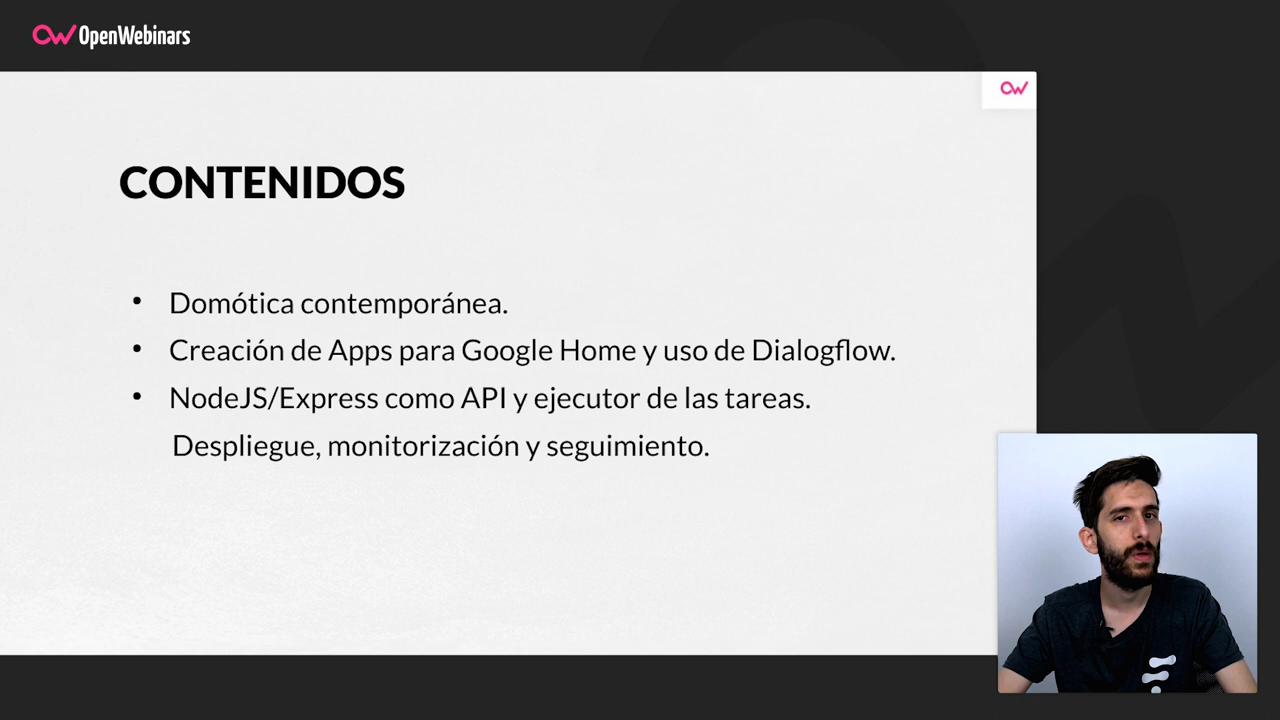 OpenWebinars
CONTENIDOS
• Domótica contemporánea.
• Creación de Apps para Google Home y uso de Dialogflow.
• NodeJS/Express como API y ejecutor de las tareas.
Despliegue, monitorización y seguimiento.